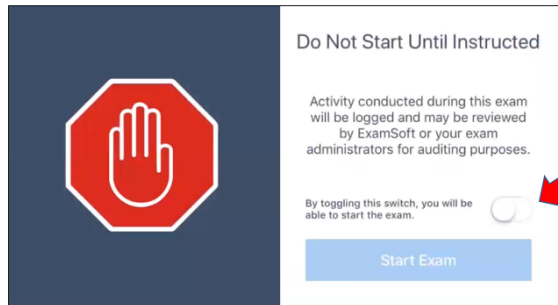 Do Not Start Until Instructed
Activity conducted during this exam
will be logged and may be reviewed
by ExamSoft or your exam
administrators for auditing purposes.
By toggling this switch, you will be
able to start the exam.
Start Exam